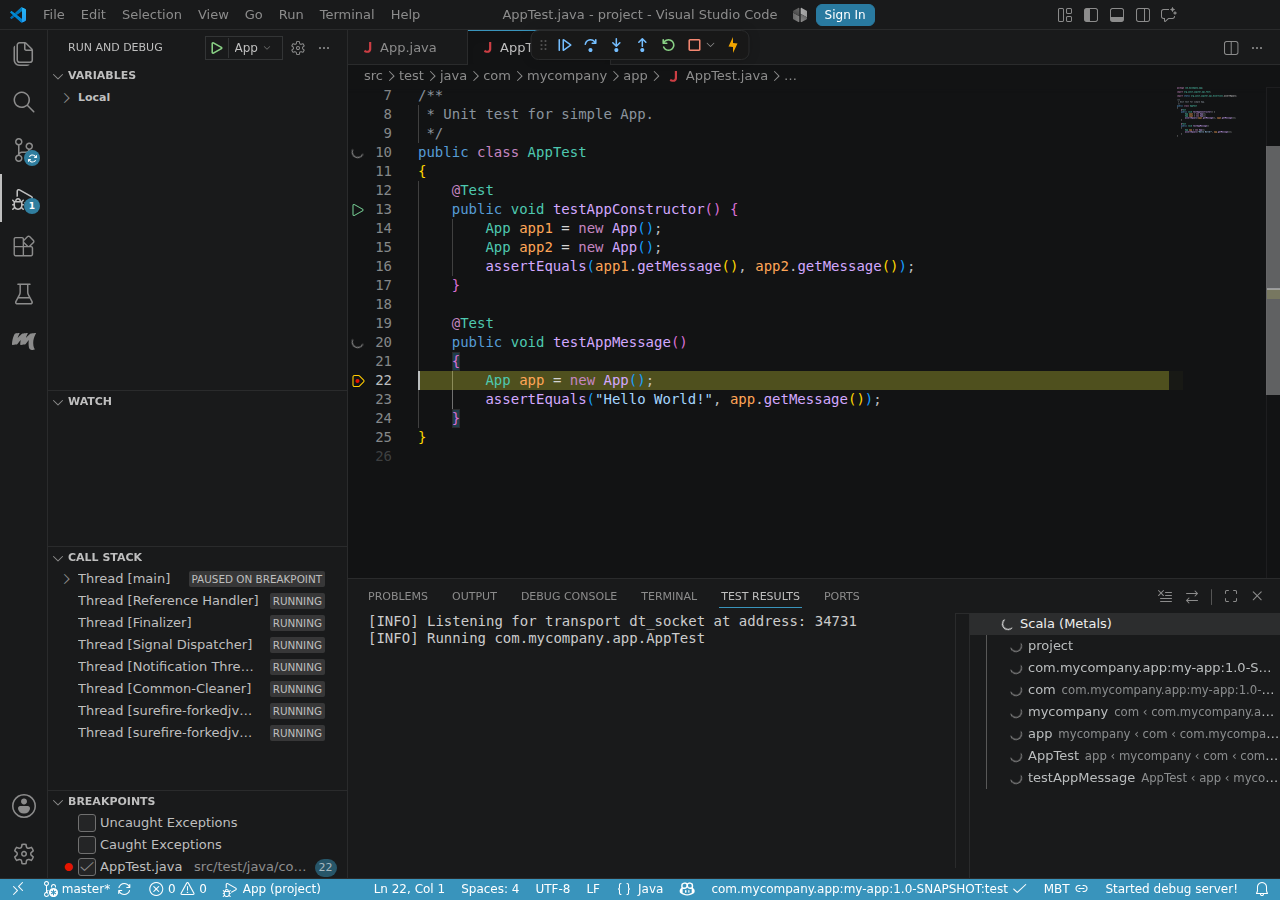 File Edit Selection View Go Run Terminal Help AppTest.java - project - Visual Studio Code Sign In
RUN AND DEBUG App
VARIABLES
Local
WATCH
CALL STACK
Thread [main] PAUSED ON BREAKPOINT
Thread [Reference Handler] RUNNING
Thread [Finalizer] RUNNING
Thread [Signal Dispatcher] RUNNING
Thread [Notification Thre... RUNNING
Thread [Common-Cleaner] RUNNING
Thread [surefire-forkedjv... RUNNING
Thread [surefire-forkedjv... RUNNING
BREAKPOINTS
Uncaught Exceptions
Caught Exceptions
AppTest.java src/test/java/co... 22
1
App.java AppT
src test java com mycompany app AppTest.java ...
7 /**
8 * Unit test for simple App.
9 */
10 public class AppTest
11 {
12 @Test
13 public void testAppConstructor() {
14 App app1 = new App();
15 App app2 = new App();
16 assertEquals(app1.getMessage(), app2.getMessage());
17 }
18
19 @Test
20 public void testAppMessage()
21 {
22 App app = new App();
23 assertEquals("Hello World!", app.getMessage());
24 }
25 }
26
PROBLEMS OUTPUT DEBUG CONSOLE TERMINAL TEST RESULTS PORTS
[INFO] Listening for transport dt_socket at address: 34731
[INFO] Running com.mycompany.app.AppTest
Scala (Metals)
project
com.mycompany.app:my-app:1.0-S...
com com.mycompany.app:my-app:1.0-...
mycompany com ‹ com.mycompany.a...
app mycompany ‹ com ‹ com.mycompa...
AppTest app ‹ mycompany ‹ com ‹ com...
testAppMessage AppTest ‹ app ‹ myco...
master* 0 0 App (project) Ln 22, Col 1 Spaces: 4 UTF-8 LF { } Java com.mycompany.app:my-app:1.0-SNAPSHOT:test MBT Started debug server!